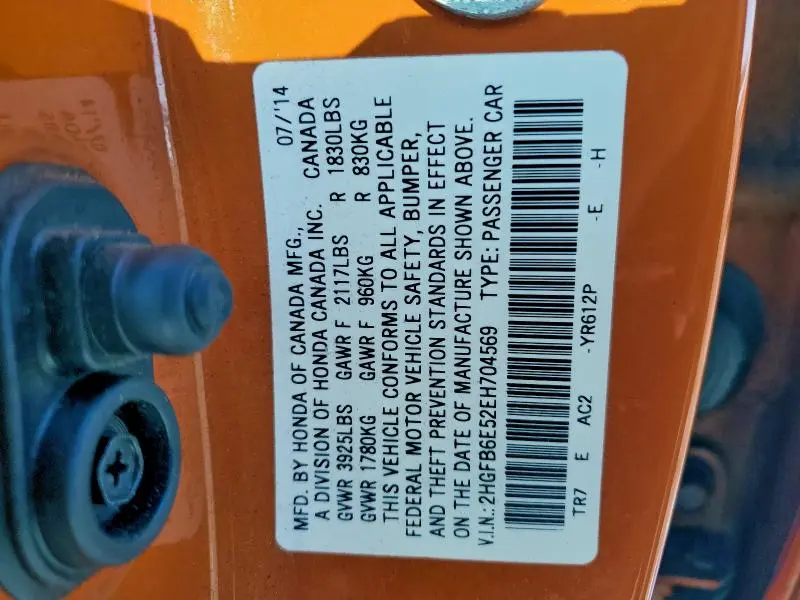 MFD. BY HONDA OF CANADA MFG., 07/'14
A DIVISION OF HONDA CANADA INC. CANADA
GVWR 3925LBS GAWR F 2117LBS R 1830LBS
GVWR 1780KG GAWR F 960KG R 830KG
THIS VEHICLE CONFORMS TO ALL APPLICABLE
FEDERAL MOTOR VEHICLE SAFETY, BUMPER,
AND THEFT PREVENTION STANDARDS IN EFFECT
ON THE DATE OF MANUFACTURE SHOWN ABOVE.
V.I.N.: 2HGFB6E52EH704569 TYPE: PASSENGER CAR
TR7 E AC2 -YR612P -E -H